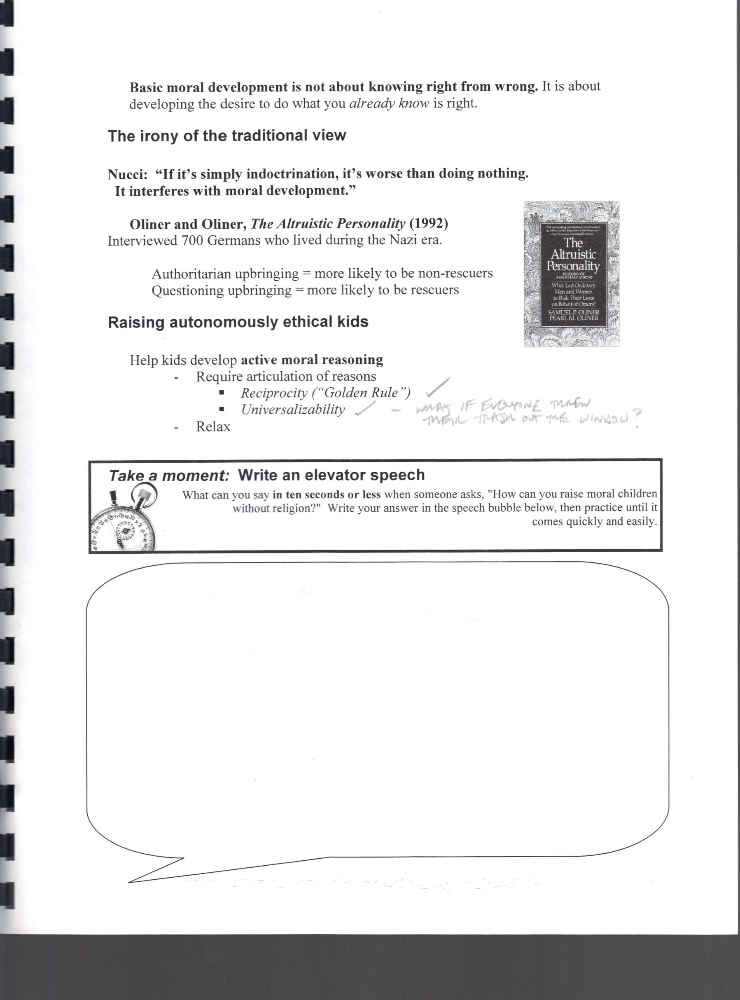 Basic moral development is not about knowing right from wrong. It is about
developing the desire to do what you already know is right.
The irony of the traditional view
Nucci: “If it’s simply indoctrination, it’s worse than doing nothing.
It interferes with moral development.”
Oliner and Oliner, The Altruistic Personality (1992)
Interviewed 700 Germans who lived during the Nazi era.
Authoritarian upbringing = more likely to be non-rescuers
Questioning upbringing = more likely to be rescuers
The
Altruistic
Personality
RESCUERS OF
JEWS IN NAZI EUROPE
What Led Ordinary
Men and Women
to Risk Their Lives
on Behalf of Others?
SAMUEL P. OLINER
PEARL M. OLINER
Raising autonomously ethical kids
Help kids develop active moral reasoning
- Require articulation of reasons
▪ Reciprocity (“Golden Rule”) ✓
▪ Universalizability ✓ – WHAT IF EVERYONE THREW
THEIR TRASH OUT THE WINDOW?
- Relax
Take a moment: Write an elevator speech
What can you say in ten seconds or less when someone asks, "How can you raise moral children
without religion?" Write your answer in the speech bubble below, then practice until it
comes quickly and easily.